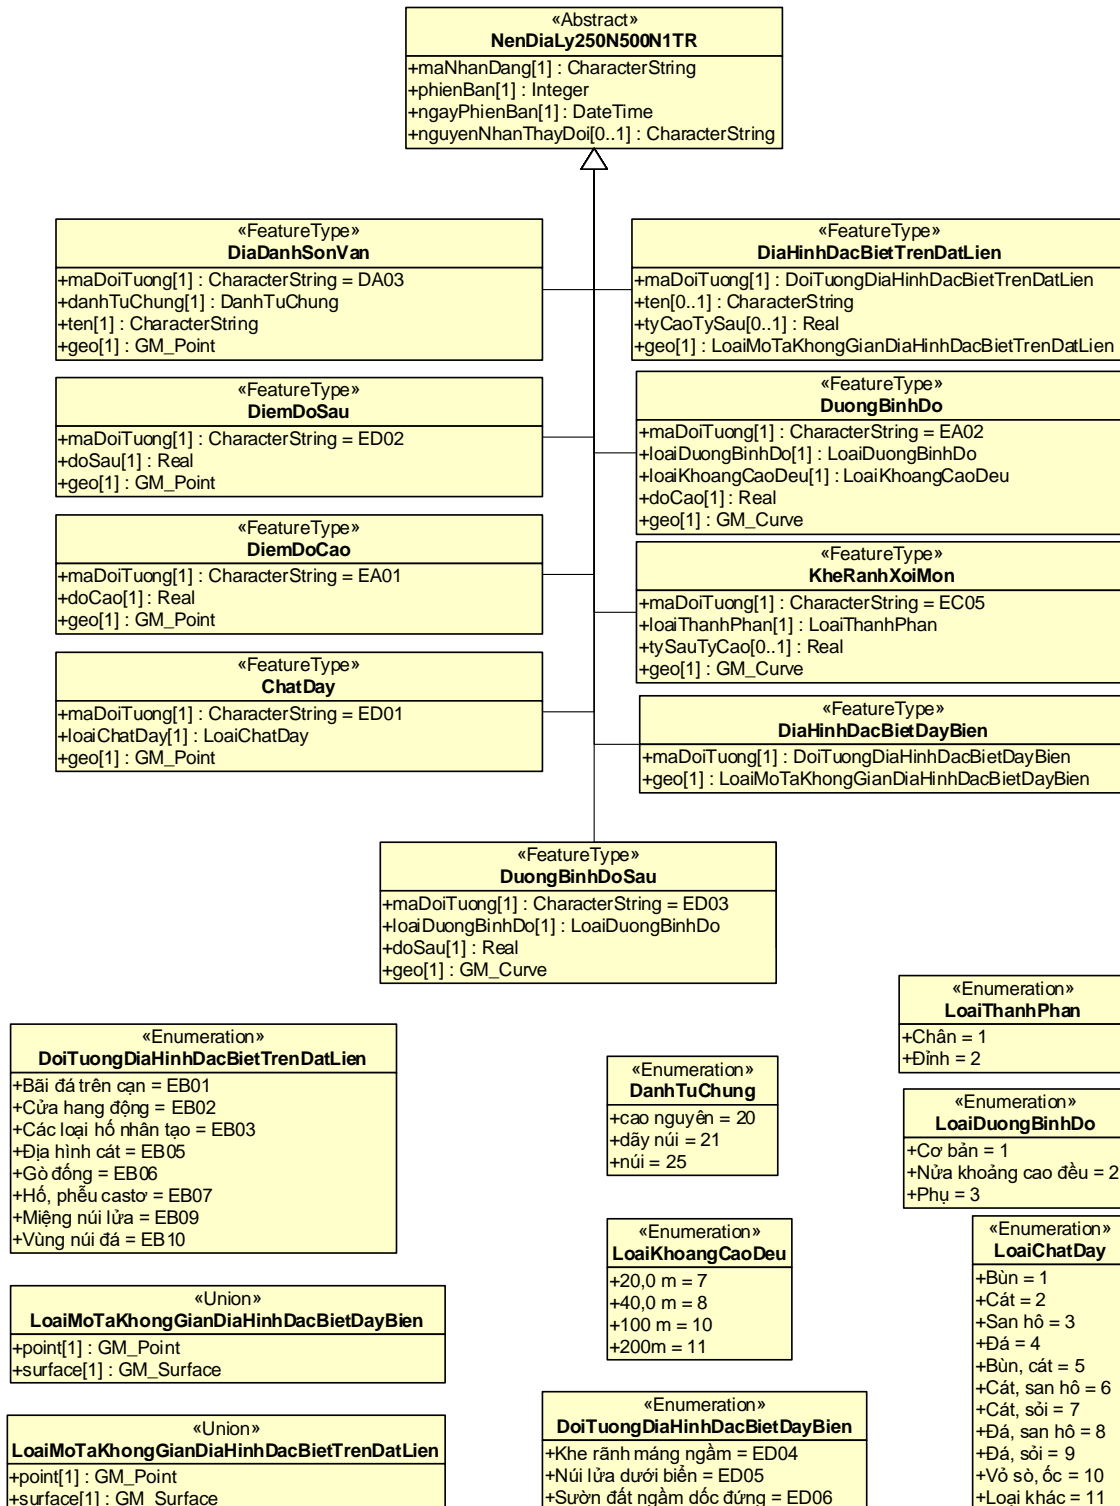 «Abstract»
NenDiaLy250N500N1TR
+maNhanDang[1] : CharacterString
+phienBan[1] : Integer
+ngayPhienBan[1] : DateTime
+nguyenNhanThayDoi[0..1] : CharacterString
«FeatureType»
DiaDanhSonVan
+maDoiTuong[1] : CharacterString = DA03
+danhTuChung[1] : DanhTuChung
+ten[1] : CharacterString
+geo[1] : GM_Point
«FeatureType»
DiaHinhDacBietTrenDatLien
+maDoiTuong[1] : DoiTuongDiaHinhDacBietTrenDatLien
+ten[0..1] : CharacterString
+tyCaoTySau[0..1] : Real
+geo[1] : LoaiMoTaKhongGianDiaHinhDacBietTrenDatLien
«FeatureType»
DiemDoSau
+maDoiTuong[1] : CharacterString = ED02
+doSau[1] : Real
+geo[1] : GM_Point
«FeatureType»
DuongBinhDo
+maDoiTuong[1] : CharacterString = EA02
+loaiDuongBinhDo[1] : LoaiDuongBinhDo
+loaiKhoangCaoDeu[1] : LoaiKhoangCaoDeu
+doCao[1] : Real
+geo[1] : GM_Curve
«FeatureType»
DiemDoCao
+maDoiTuong[1] : CharacterString = EA01
+doCao[1] : Real
+geo[1] : GM_Point
«FeatureType»
KheRanhXoiMon
+maDoiTuong[1] : CharacterString = EC05
+loaiThanhPhan[1] : LoaiThanhPhan
+tySauTyCao[0..1] : Real
+geo[1] : GM_Curve
«FeatureType»
ChatDay
+maDoiTuong[1] : CharacterString = ED01
+loaiChatDay[1] : LoaiChatDay
+geo[1] : GM_Point
«FeatureType»
DiaHinhDacBietDayBien
+maDoiTuong[1] : DoiTuongDiaHinhDacBietDayBien
+geo[1] : LoaiMoTaKhongGianDiaHinhDacBietDayBien
«FeatureType»
DuongBinhDoSau
+maDoiTuong[1] : CharacterString = ED03
+loaiDuongBinhDo[1] : LoaiDuongBinhDo
+doSau[1] : Real
+geo[1] : GM_Curve
«Enumeration»
DoiTuongDiaHinhDacBietTrenDatLien
+Bãi đá trên cạn = EB01
+Cửa hang động = EB02
+Các loại hố nhân tạo = EB03
+Địa hình cát = EB05
+Gò đống = EB06
+Hố, phễu castơ = EB07
+Miệng núi lửa = EB09
+Vùng núi đá = EB10
«Enumeration»
DanhTuChung
+cao nguyên = 20
+dãy núi = 21
+núi = 25
«Enumeration»
LoaiThanhPhan
+Chân = 1
+Đỉnh = 2
«Enumeration»
LoaiDuongBinhDo
+Cơ bản = 1
+Nửa khoảng cao đều = 2
+Phụ = 3
«Enumeration»
LoaiKhoangCaoDeu
+20,0 m = 7
+40,0 m = 8
+100 m = 10
+200m = 11
«Enumeration»
LoaiChatDay
+Bùn = 1
+Cát = 2
+San hô = 3
+Đá = 4
+Bùn, cát = 5
+Cát, san hô = 6
+Cát, sỏi = 7
+Đá, san hô = 8
+Đá, sỏi = 9
+Vỏ sò, ốc = 10
+Loại khác = 11
«Union»
LoaiMoTaKhongGianDiaHinhDacBietDayBien
+point[1] : GM_Point
+surface[1] : GM_Surface
«Union»
LoaiMoTaKhongGianDiaHinhDacBietTrenDatLien
+point[1] : GM_Point
+surface[1] : GM_Surface
«Enumeration»
DoiTuongDiaHinhDacBietDayBien
+Khe rãnh máng ngầm = ED04
+Núi lửa dưới biển = ED05
+Sườn đất ngầm dốc đứng = ED06